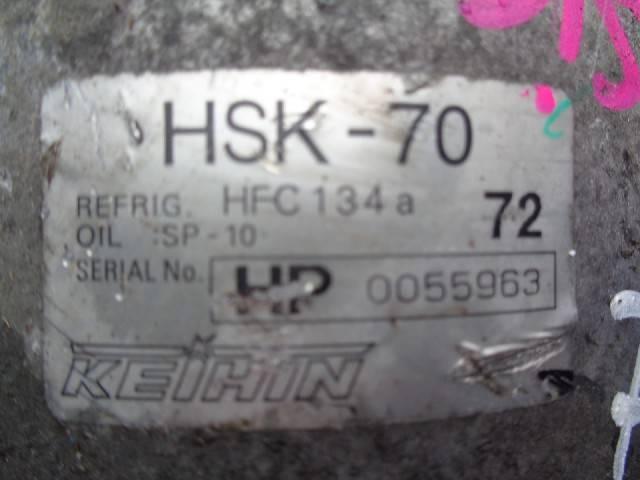 HSK-70
REFRIG. HFC134a
72
OIL :SP-10
SERIAL No. HP 0055963
KEIHIN